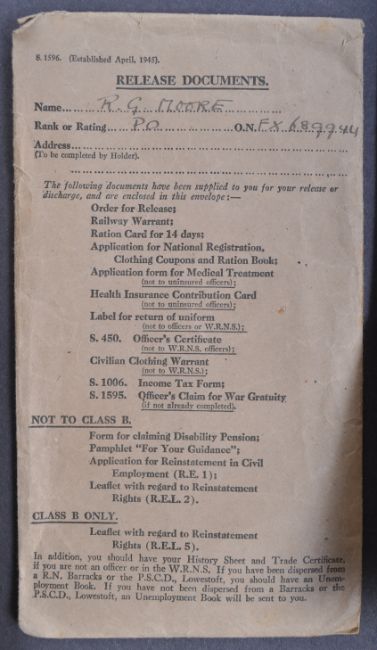 S. 1596. (Established April, 1945).
RELEASE DOCUMENTS.
Name... R. G MOORE
Rank or Rating... PO ...O.N. FX 689944
Address...
(To be completed by Holder).
The following documents have been supplied to you for your release or
discharge, and are enclosed in this envelope:—
Order for Release;
Railway Warrant;
Ration Card for 14 days;
Application for National Registration,
Clothing Coupons and Ration Book;
Application form for Medical Treatment
(not to uninsured officers);
Health Insurance Contribution Card
(not to uninsured officers);
Label for return of uniform
(not to officers or W.R.N.S.);
S. 450. Officer's Certificate
(not to W.R.N.S. officers);
Civilian Clothing Warrant
(not to W.R.N.S.);
S. 1006. Income Tax Form;
S. 1595. Officer's Claim for War Gratuity
(if not already completed).
NOT TO CLASS B.
Form for claiming Disability Pension;
Pamphlet "For Your Guidance";
Application for Reinstatement in Civil
Employment (R.E. 1);
Leaflet with regard to Reinstatement
Rights (R.E.L. 2).
CLASS B ONLY.
Leaflet with regard to Reinstatement
Rights (R.E.L. 5).
In addition, you should have your History Sheet and Trade Certificate,
if you are not an officer or in the W.R.N.S. If you have been dispersed from
a R.N. Barracks or the P.S.C.D., Lowestoft, you should have an Unem-
ployment Book. If you have not been dispersed from a Barracks or the
P.S.C.D., Lowestoft, an Unemployment Book will be sent to you.